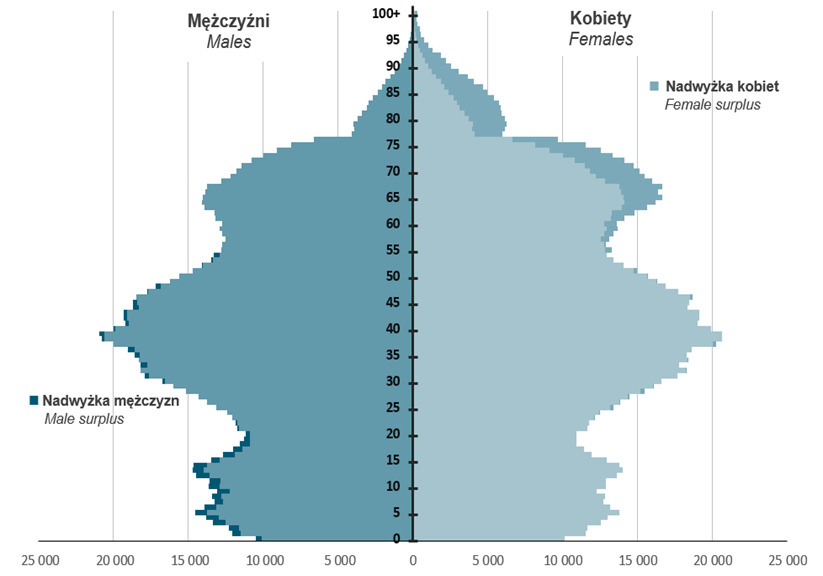 Mężczyźni
Males
Kobiety
Females
100+
95
90
85
80
75
70
65
60
55
50
45
40
35
30
25
20
15
10
5
0
Nadwyżka kobiet
Female surplus
Nadwyżka mężczyzn
Male surplus
25 000 20 000 15 000 10 000 5 000 0 5 000 10 000 15 000 20 000 25 000